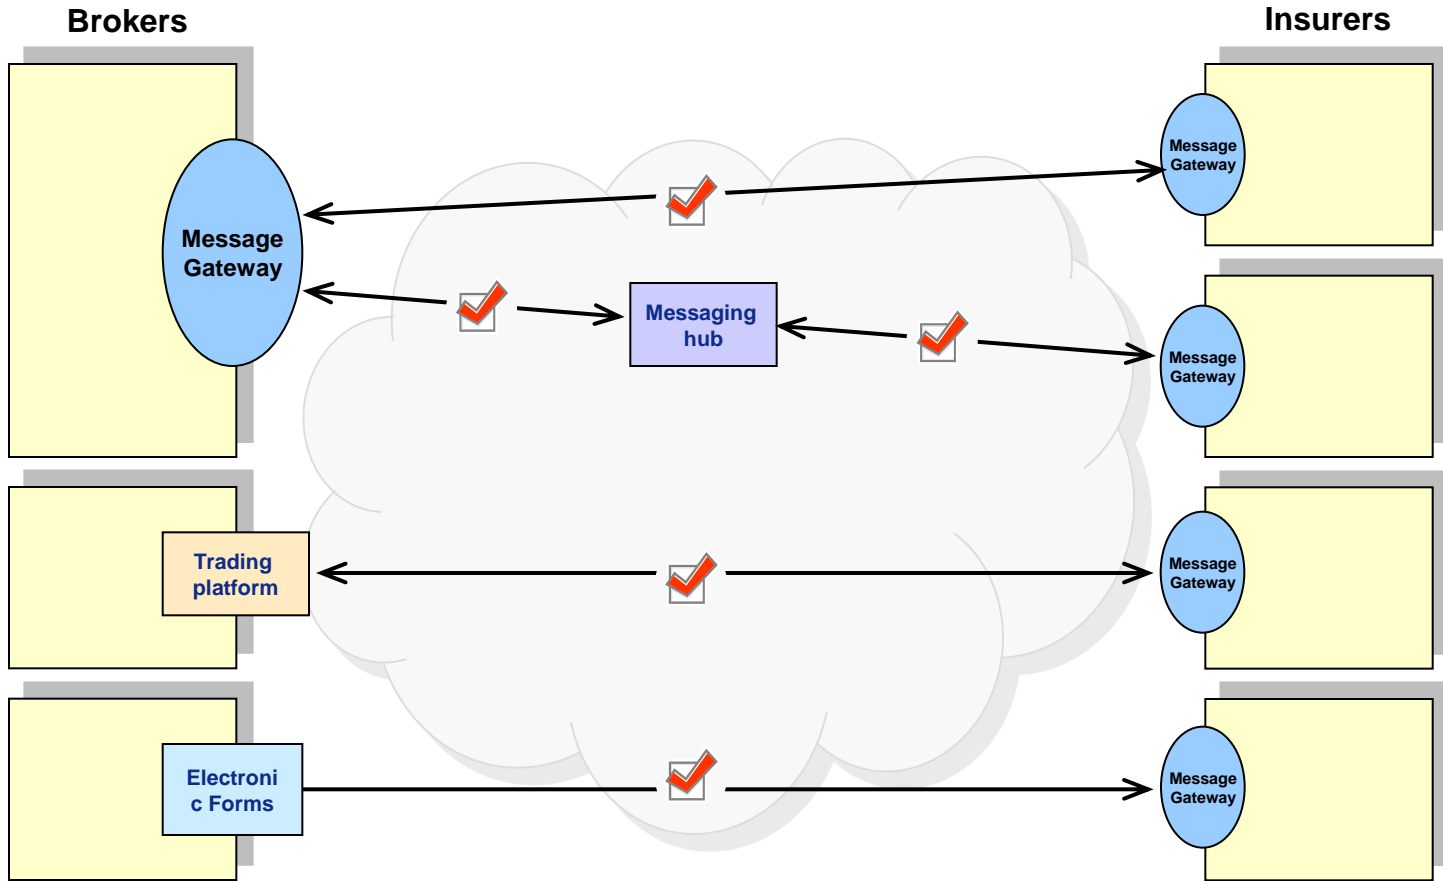 Brokers
Insurers
Message
Gateway
Message
Gateway
Messaging
hub
Message
Gateway
Trading
platform
Message
Gateway
Electroni
c Forms
Message
Gateway